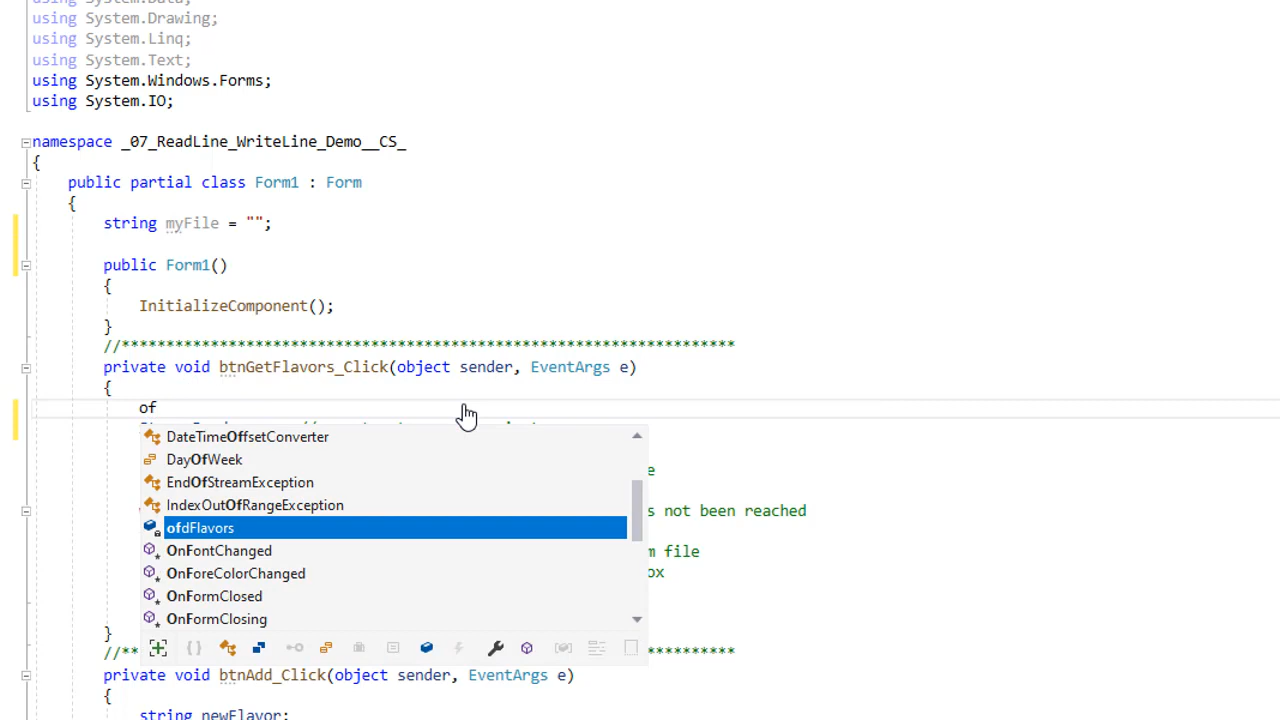 using System.Data;
using System.Drawing;
using System.Linq;
using System.Text;
using System.Windows.Forms;
using System.IO;
namespace _07_ReadLine_WriteLine_Demo__CS_
{
public partial class Form1 : Form
{
string myFile = "";
public Form1()
{
InitializeComponent();
}
//*********************************************************************
private void btnGetFlavors_Click(object sender, EventArgs e)
{
of
DateTimeOffsetConverter
DayOfWeek
e
EndOfStreamException
IndexOutOfRangeException
s not been reached
ofdFlavors
OnFontChanged
m file
OnForeColorChanged
ox
OnFormClosed
OnFormClosing
}
//**
**********
private void btnAdd_Click(object sender, EventArgs e)
{
string newFlavor;